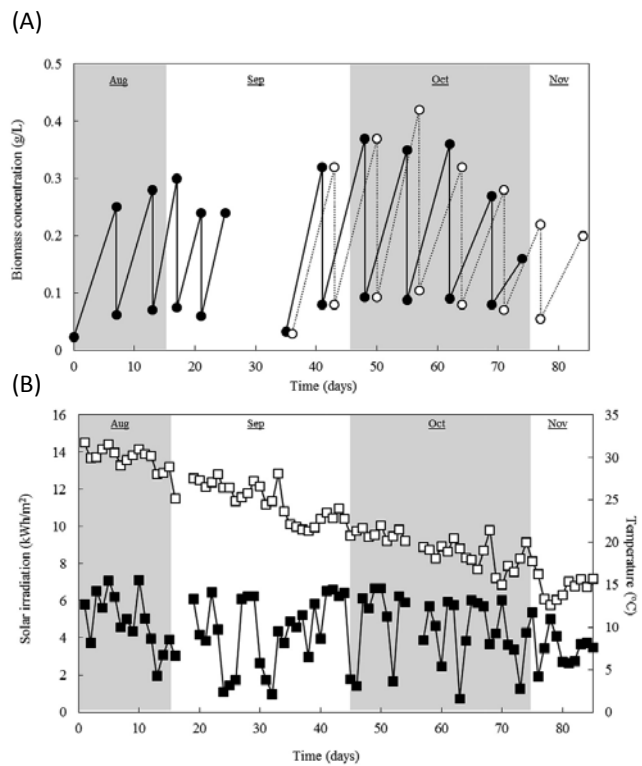 (A)
Aug Sep Oct Nov
0.5
0.4
0.3
0.2
0.1
0
Biomass concentration (g/L)
0 10 20 30 40 50 60 70 80
Time (days)
(B)
Aug Sep Oct Nov
16 35
14 30
12 25
10 20
8 15
6 10
4 5
2 0
0
Solar irradiation (kWh/m²)
Temperature (°C)
0 10 20 30 40 50 60 70 80
Time (days)